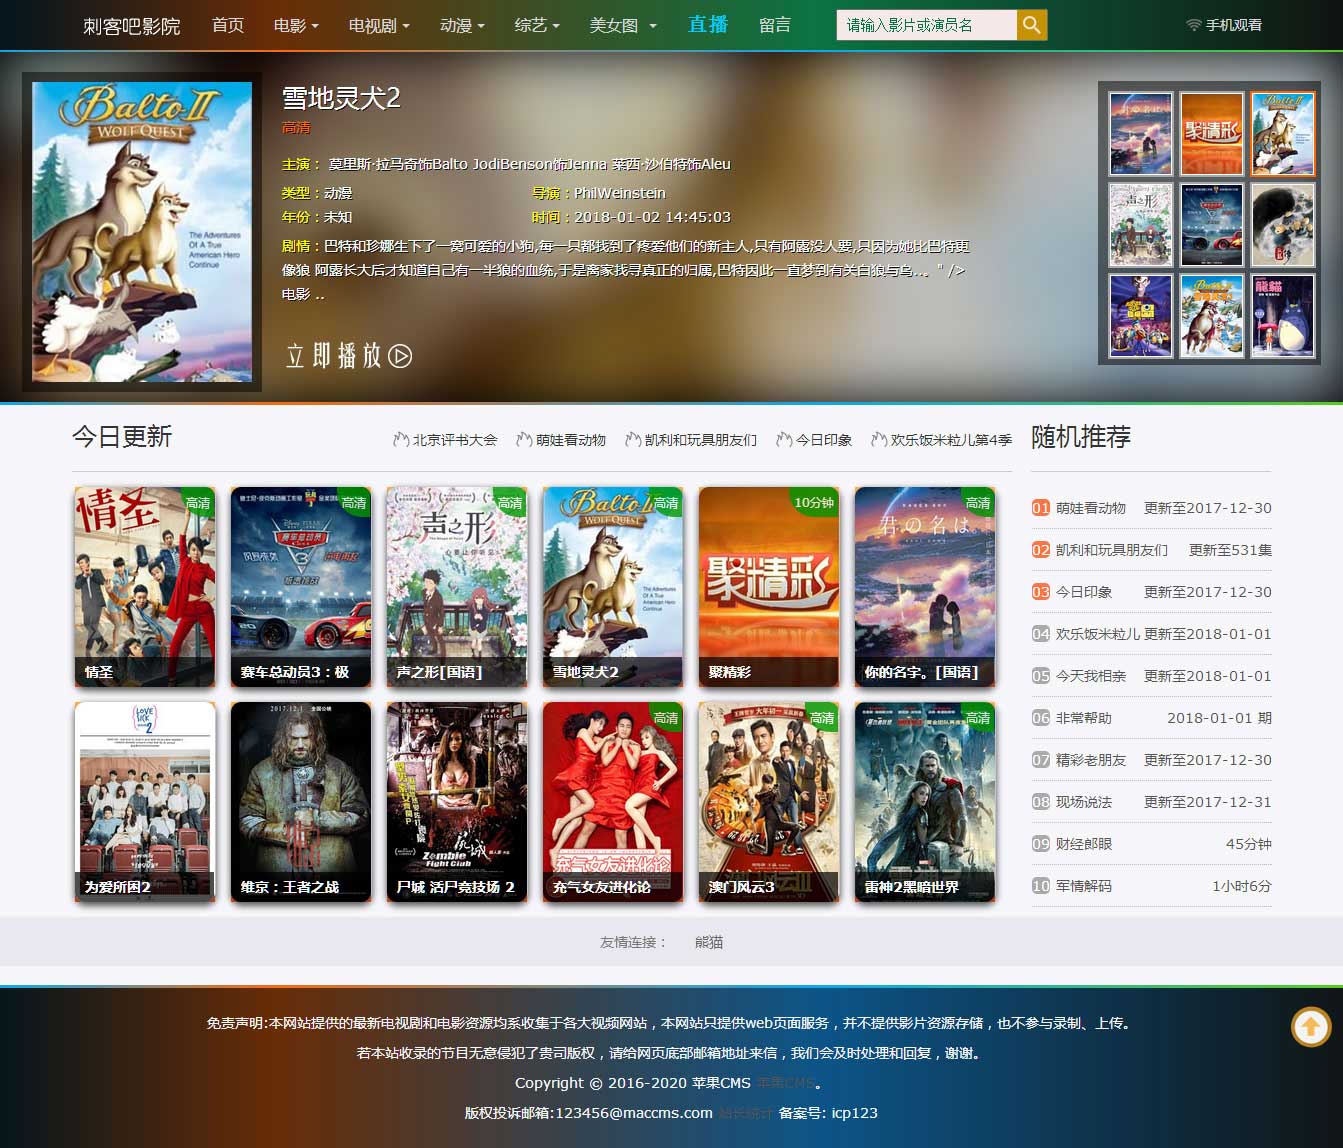 刺客吧影院 首页 电影 电视剧 动漫 综艺 美女图 直播 留言 请输入影片或演员名 手机观看
Balto II
WOLF QUEST
The Adventures
Of A True
American Hero
Continue
雪地灵犬2
高清
主演： 莫里斯·拉马奇饰Balto JodiBenson饰Jenna 莱西·沙伯特饰Aleu
类型：动漫 导演：PhilWeinstein
年份：未知 时间：2018-01-02 14:45:03
剧情：巴特和珍娜生下了一窝可爱的小狗,每一只都找到了疼爱他们的新主人,只有阿露没人要,只因为她比巴特更
像狼 阿露长大后才知道自己有一半狼的血统,于是离家找寻真正的归属,巴特因此一直梦到有关白狼与乌...。" />
电影 ..
立即播放
今日更新 北京评书大会 萌娃看动物 凯利和玩具朋友们 今日印象 欢乐饭米粒儿第4季
高清 高清 高清 高清 10分钟 高清
情圣 赛车总动员3：极 声之形[国语] 雪地灵犬2 聚精彩 你的名字。[国语]
高清 高清 高清
为爱所困2 维京：王者之战 尸城 活尸竞技场 2 充气女友进化论 澳门风云3 雷神2黑暗世界
随机推荐
01 萌娃看动物 更新至2017-12-30
02 凯利和玩具朋友们 更新至531集
03 今日印象 更新至2017-12-30
04 欢乐饭米粒儿 更新至2018-01-01
05 今天我相亲 更新至2018-01-01
06 非常帮助 2018-01-01 期
07 精彩老朋友 更新至2017-12-30
08 现场说法 更新至2017-12-31
09 财经郎眼 45分钟
10 军情解码 1小时6分
友情连接： 熊猫
免责声明:本网站提供的最新电视剧和电影资源均系收集于各大视频网站，本网站只提供web页面服务，并不提供影片资源存储，也不参与录制、上传。
若本站收录的节目无意侵犯了贵司版权，请给网页底部邮箱地址来信，我们会及时处理和回复，谢谢。
Copyright © 2016-2020 苹果CMS 苹果CMS。
版权投诉邮箱:123456@maccms.com 站长统计 备案号: icp123